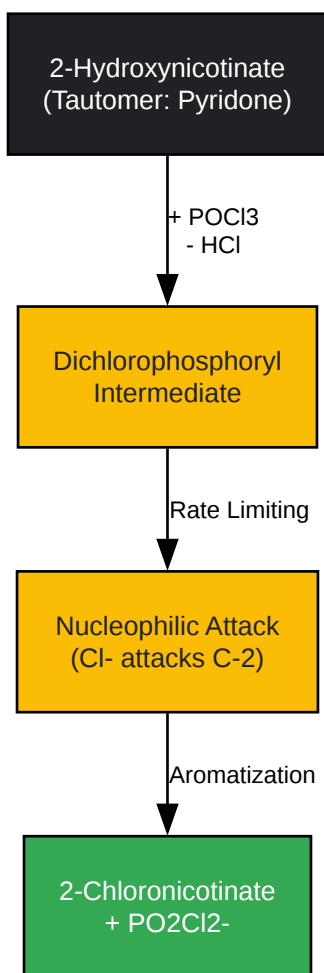 2-Hydroxynicotinate
(Tautomer: Pyridone)
+ POCl3
- HCl
Dichlorophosphoryl
Intermediate
Rate Limiting
Nucleophilic Attack
(Cl- attacks C-2)
Aromatization
2-Chloronicotinate
+ PO2Cl2-